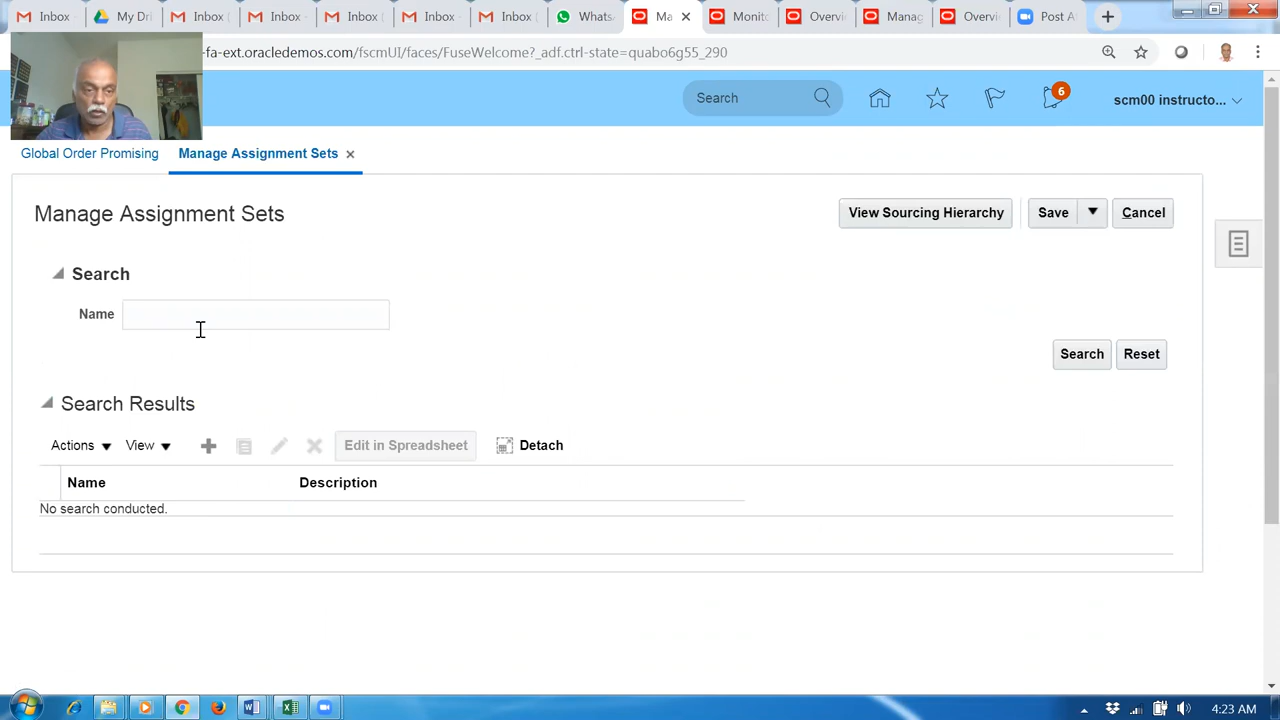 Inbox
My Dri
Inbox (
Inbox
Inbox (
Inbox
Inbox
Whats
Ma
Monito
Overvi
Manag
Overvi
Post A
-fa-ext.oracledemos.com/fscmUI/faces/FuseWelcome?_adf.ctrl-state=quabo6g55_290
Search
6
scm00 instructo...
Global Order Promising
Manage Assignment Sets
Manage Assignment Sets
View Sourcing Hierarchy
Save
Cancel
Search
Name
Search
Reset
Search Results
Actions
View
Edit in Spreadsheet
Detach
Name
Description
No search conducted.
4:23 AM